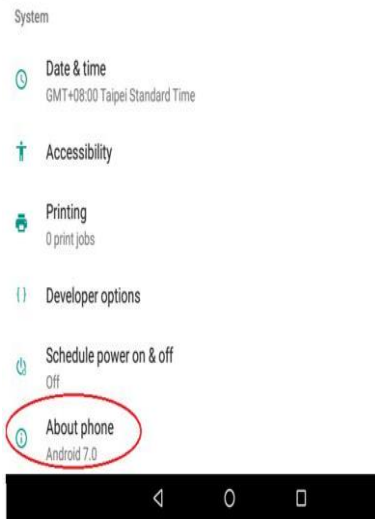 System
Date & time
GMT+08:00 Taipei Standard Time
Accessibility
Printing
0 print jobs
Developer options
Schedule power on & off
Off
About phone
Android 7.0